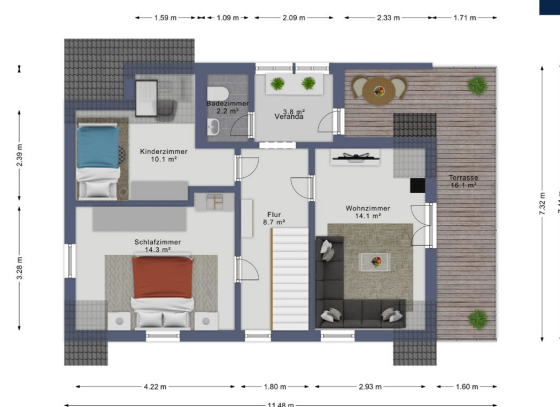 1.59 m
1.09 m
2.09 m
2.33 m
1.71 m
Badezimmer
2.2 m²
3.8 m²
Veranda
Kinderzimmer
10.1 m²
2.39 m
Terrasse
16.1 m²
7.32 m
Wohnzimmer
14.1 m²
Flur
8.7 m²
Schlafzimmer
14.3 m²
3.28 m
4.22 m
1.80 m
2.93 m
1.60 m
11.48 m